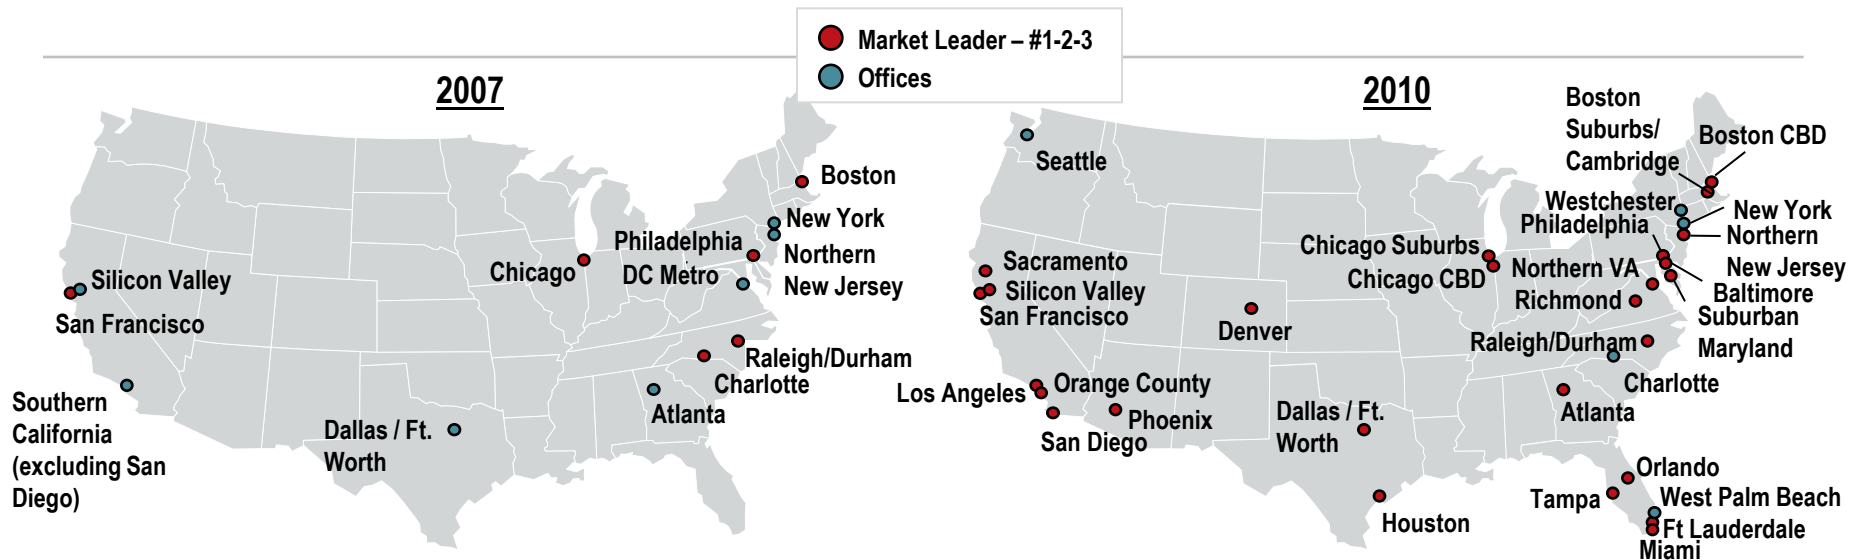 Market Leader – #1-2-3
Offices
2007
Boston
New York
Philadelphia
Northern
New Jersey
DC Metro
Chicago
Silicon Valley
San Francisco
Raleigh/Durham
Charlotte
Atlanta
Southern
California
(excluding San
Diego)
Dallas / Ft.
Worth
2010
Boston
Suburbs/
Cambridge
Boston CBD
Seattle
Westchester
Philadelphia
New York
Northern
New Jersey
Chicago Suburbs
Chicago CBD
Northern VA
Richmond
Baltimore
Suburban
Maryland
Sacramento
Silicon Valley
San Francisco
Denver
Raleigh/Durham
Charlotte
Los Angeles
Orange County
Phoenix
San Diego
Dallas / Ft.
Worth
Atlanta
Houston
Orlando
Tampa
West Palm Beach
Ft Lauderdale
Miami